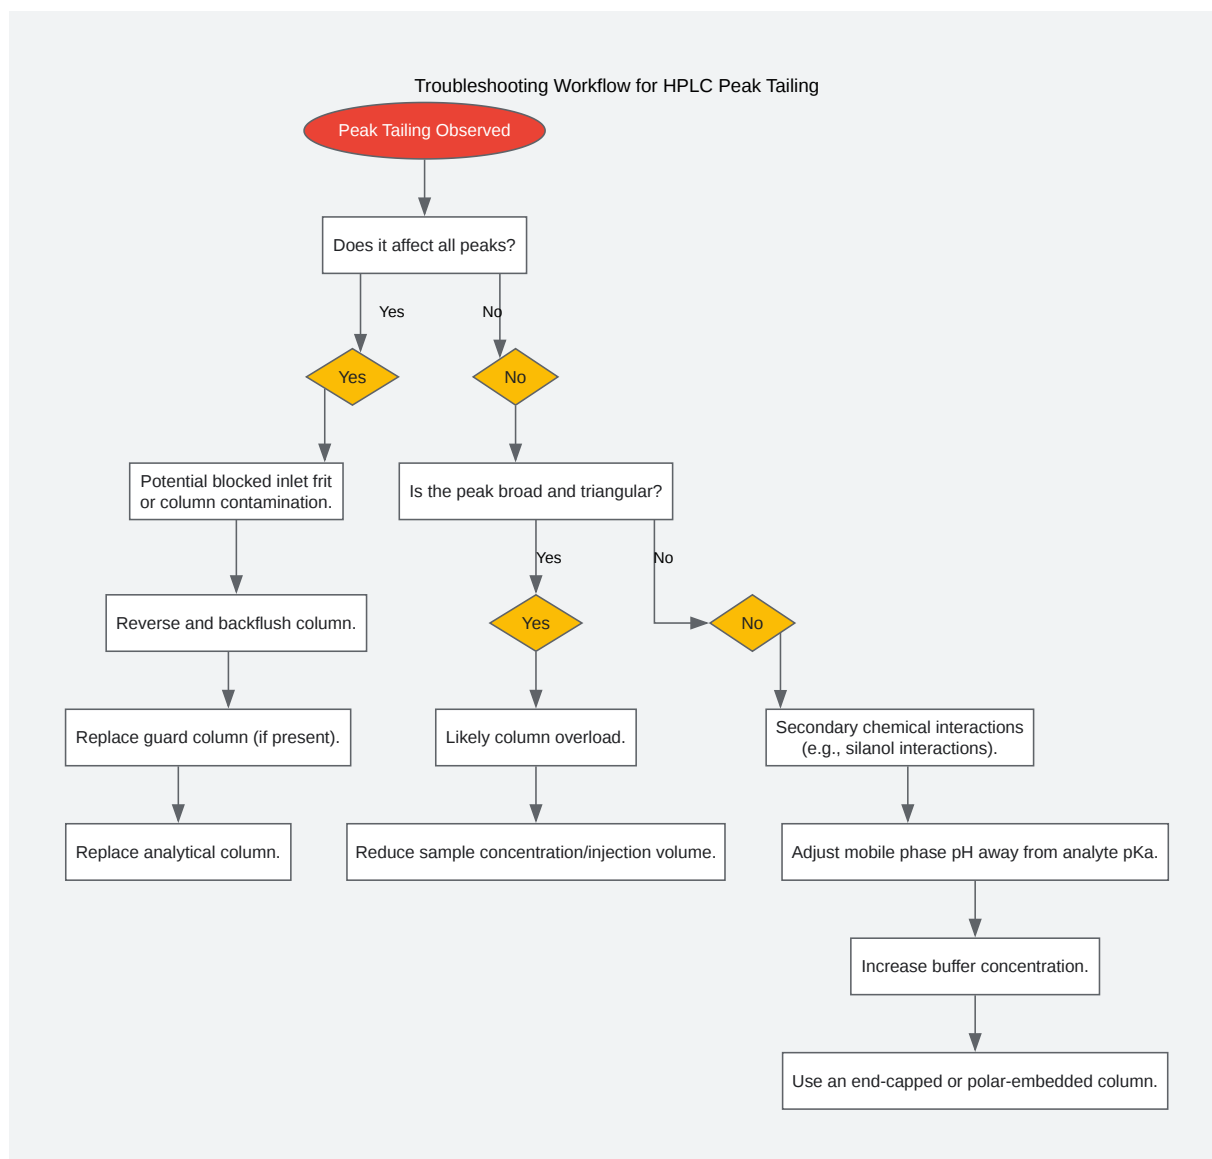 Troubleshooting Workflow for HPLC Peak Tailing
Peak Tailing Observed
Does it affect all peaks?
Yes
No
Yes
No
Potential blocked inlet frit
or column contamination.
Is the peak broad and triangular?
Yes
No
Reverse and backflush column.
Yes
No
Replace guard column (if present).
Likely column overload.
Secondary chemical interactions
(e.g., silanol interactions).
Replace analytical column.
Reduce sample concentration/injection volume.
Adjust mobile phase pH away from analyte pKa.
Increase buffer concentration.
Use an end-capped or polar-embedded column.